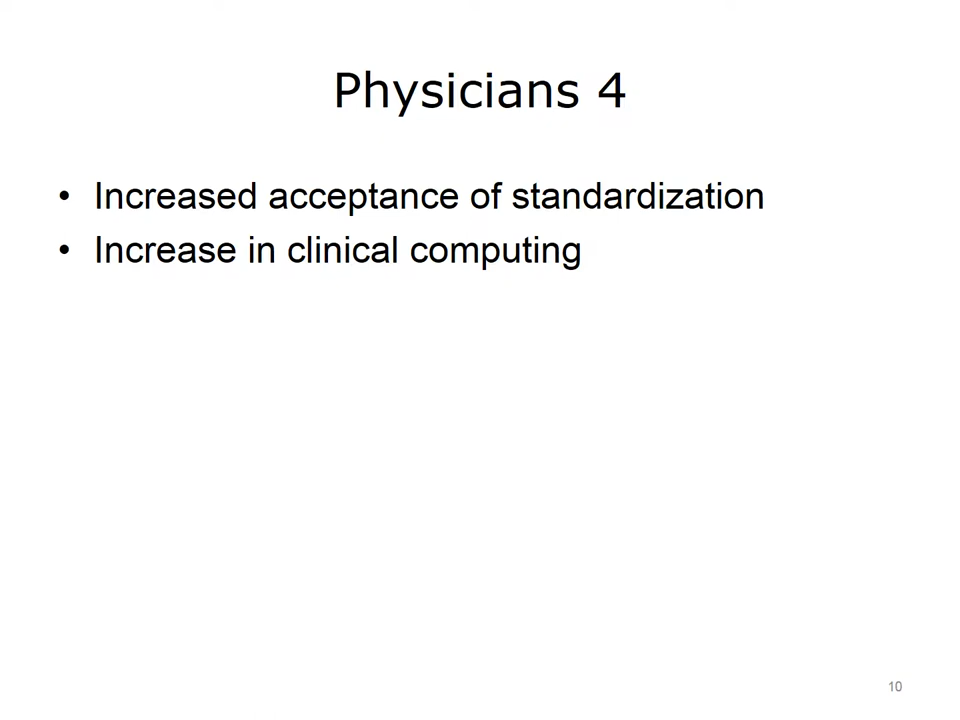 Physicians 4
• Increased acceptance of standardization
• Increase in clinical computing
10